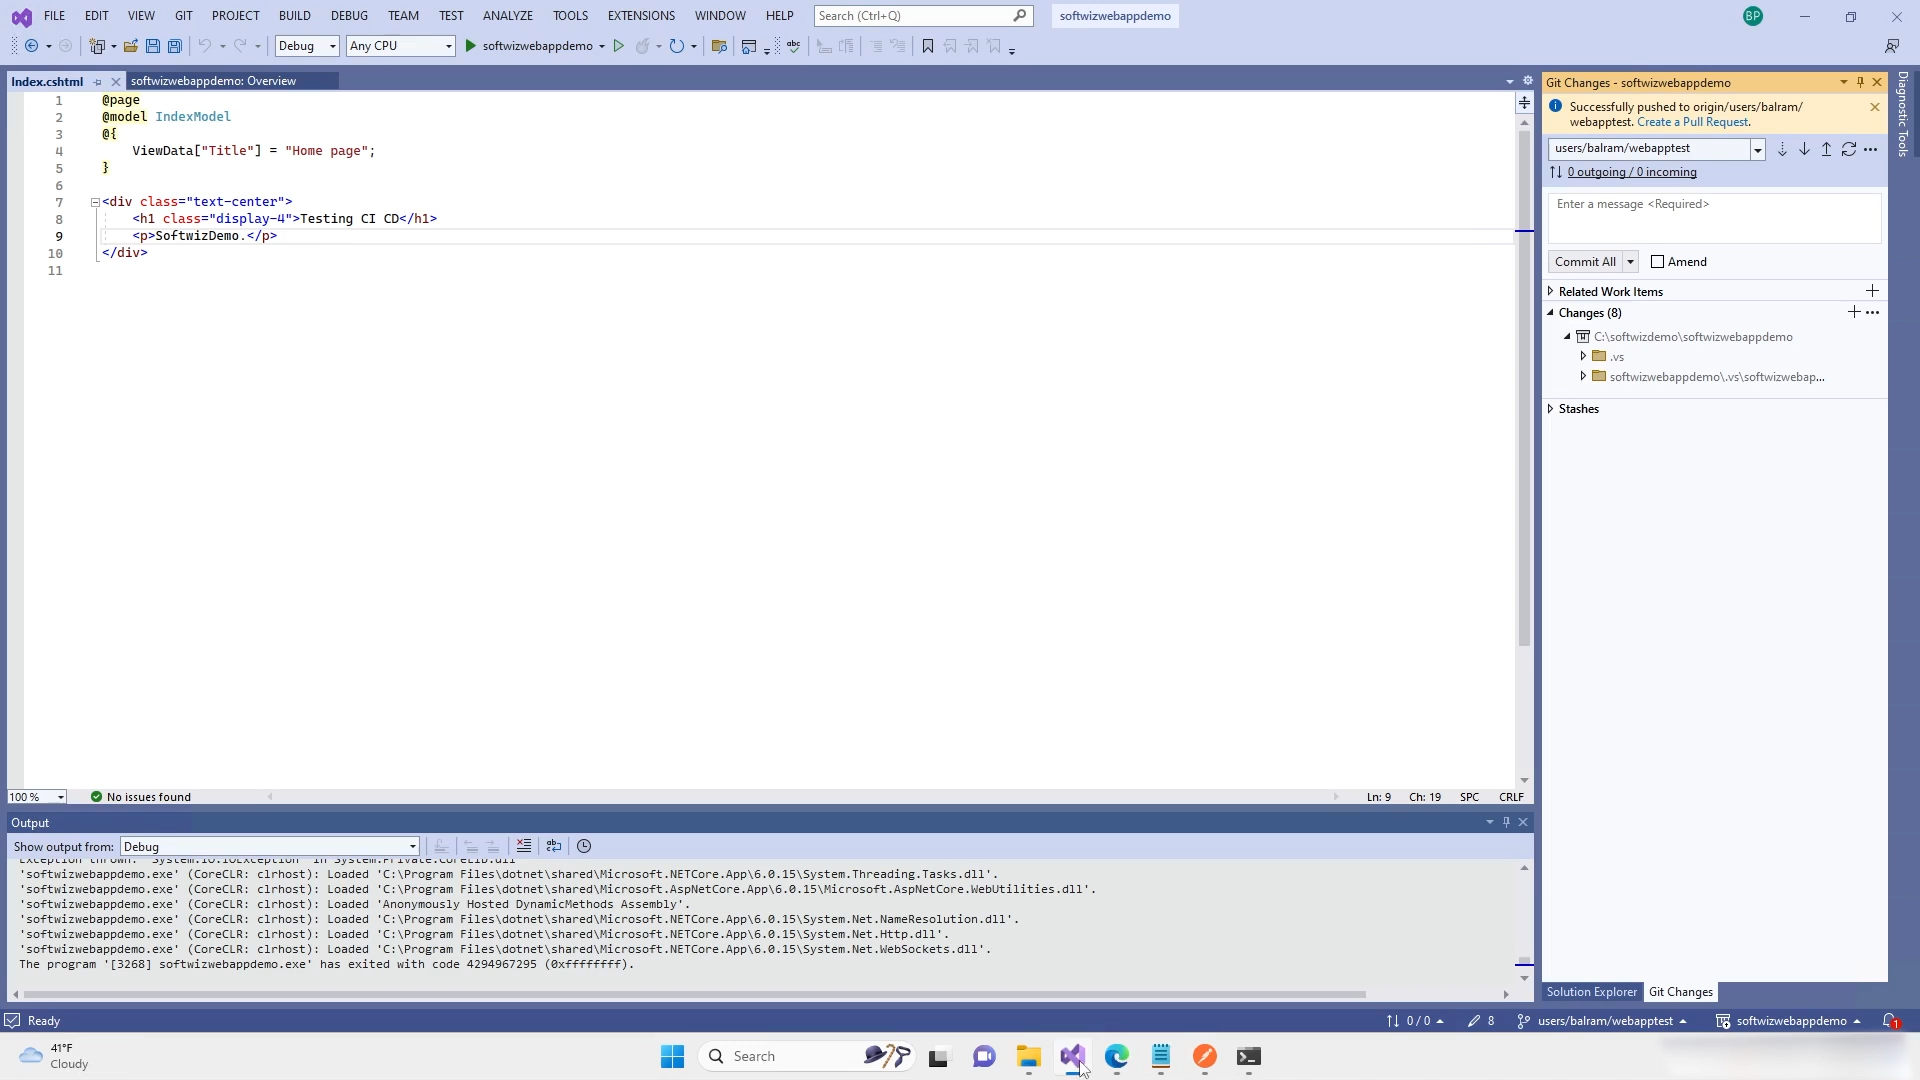 FILE EDIT VIEW GIT PROJECT BUILD DEBUG TEAM TEST ANALYZE TOOLS EXTENSIONS WINDOW HELP Search (Ctrl+Q) softwizwebappdemo BP
Debug Any CPU softwizwebappdemo
Index.cshtml softwizwebappdemo: Overview
1 @page
2 @model IndexModel
3 @{
4 ViewData["Title"] = "Home page";
5 }
6
7 <div class="text-center">
8 <h1 class="display-4">Testing CI CD</h1>
9 <p>SoftwizDemo.</p>
10 </div>
11
100 % No issues found Ln: 9 Ch: 19 SPC CRLF
Output
Show output from: Debug
Exception thrown: 'System.IO.IOException' in System.Private.CoreLib.dll
'softwizwebappdemo.exe' (CoreCLR: clrhost): Loaded 'C:\Program Files\dotnet\shared\Microsoft.NETCore.App\6.0.15\System.Threading.Tasks.dll'.
'softwizwebappdemo.exe' (CoreCLR: clrhost): Loaded 'C:\Program Files\dotnet\shared\Microsoft.AspNetCore.App\6.0.15\Microsoft.AspNetCore.WebUtilities.dll'.
'softwizwebappdemo.exe' (CoreCLR: clrhost): Loaded 'Anonymously Hosted DynamicMethods Assembly'.
'softwizwebappdemo.exe' (CoreCLR: clrhost): Loaded 'C:\Program Files\dotnet\shared\Microsoft.NETCore.App\6.0.15\System.Net.NameResolution.dll'.
'softwizwebappdemo.exe' (CoreCLR: clrhost): Loaded 'C:\Program Files\dotnet\shared\Microsoft.NETCore.App\6.0.15\System.Net.Http.dll'.
'softwizwebappdemo.exe' (CoreCLR: clrhost): Loaded 'C:\Program Files\dotnet\shared\Microsoft.NETCore.App\6.0.15\System.Net.WebSockets.dll'.
The program '[3268] softwizwebappdemo.exe' has exited with code 4294967295 (0xffffffff).
Git Changes - softwizwebappdemo
Successfully pushed to origin/users/balram/
webapptest. Create a Pull Request.
users/balram/webapptest
0 outgoing / 0 incoming
Enter a message <Required>
Commit All Amend
Related Work Items
Changes (8)
C:\softwizdemo\softwizwebappdemo
.vs
softwizwebappdemo\.vs\softwizwebap...
Stashes
Solution Explorer Git Changes
Diagnostic Tools
Ready 0 / 0 8 users/balram/webapptest softwizwebappdemo 1
41°F
Cloudy
Search